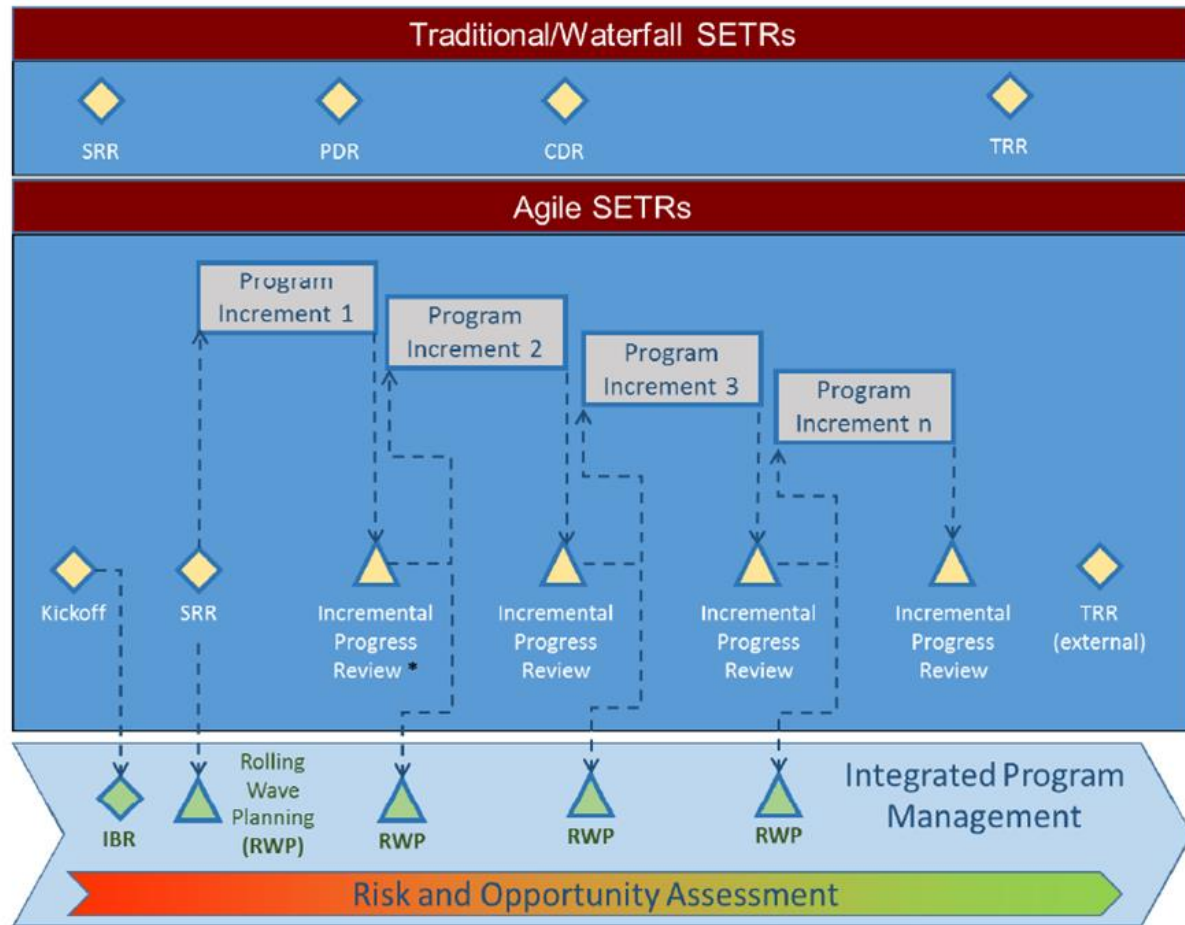 Traditional/Waterfall SETRs
SRR
PDR
CDR
TRR
Agile SETRs
Program
Increment 1
Program
Increment 2
Program
Increment 3
Program
Increment n
Kickoff
SRR
Incremental
Progress
Review *
Incremental
Progress
Review
Incremental
Progress
Review
Incremental
Progress
Review
TRR
(external)
IBR
Rolling
Wave
Planning
(RWP)
RWP
RWP
RWP
Integrated Program
Management
Risk and Opportunity Assessment